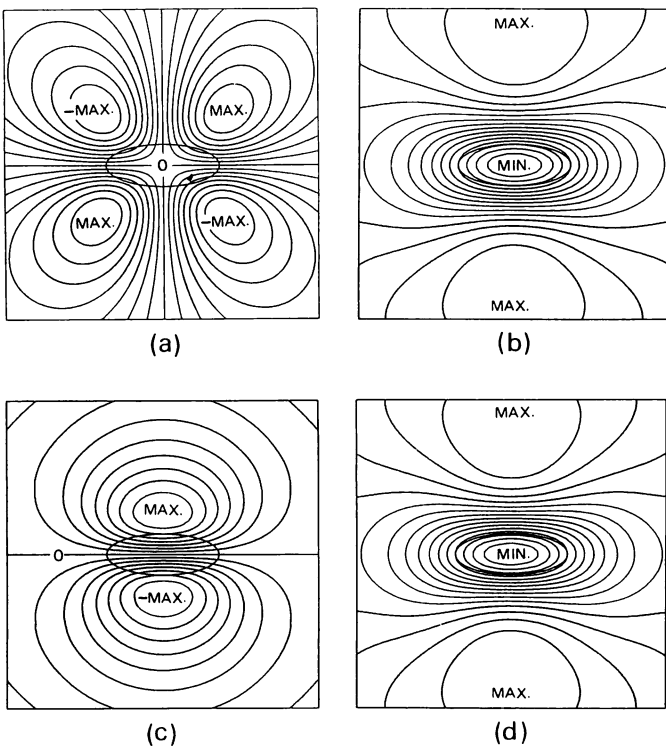 -MAX. MAX.
0
MAX. -MAX.
(a)
MAX.
MIN.
MAX.
(b)
MAX.
0
-MAX.
(c)
MAX.
MIN.
MAX.
(d)